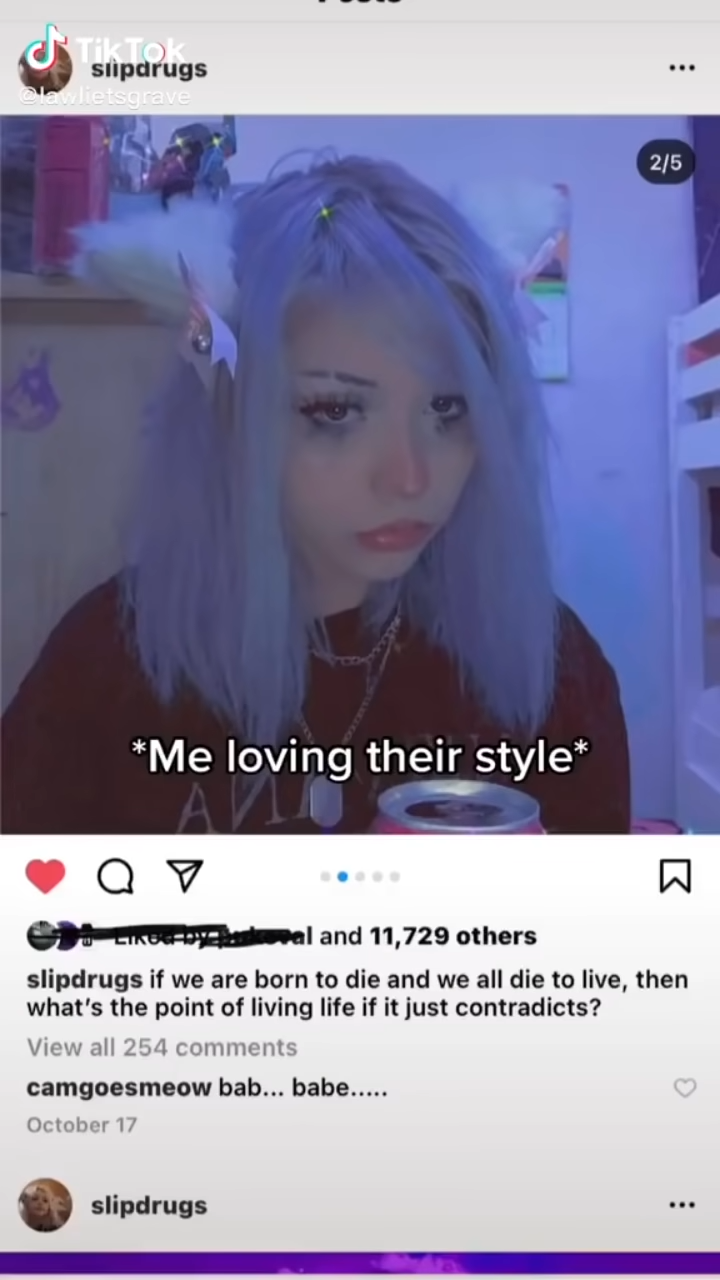 TikTok
@lawlietsgrave
slipdrugs
2/5
*Me loving their style*
and 11,729 others
slipdrugs if we are born to die and we all die to live, then
what's the point of living life if it just contradicts?
View all 254 comments
camgoesmeow bab... babe.....
October 17
slipdrugs